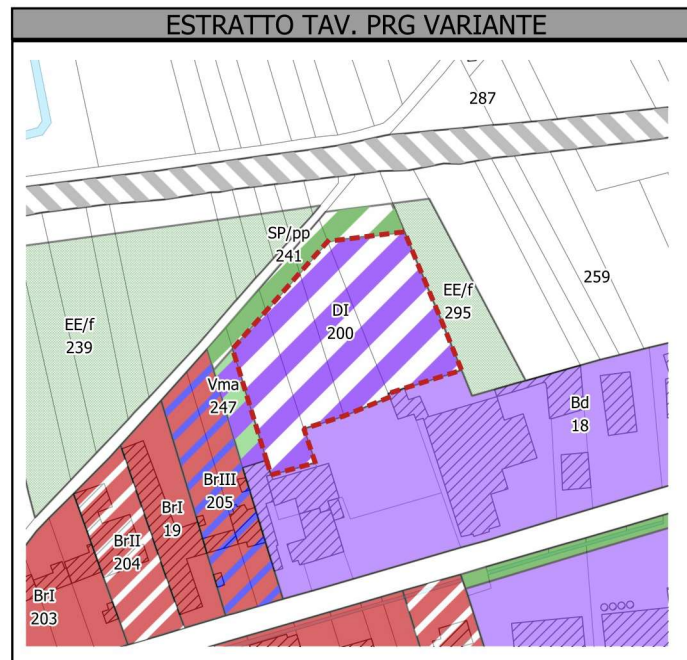 ESTRATTO TAV. PRG VARIANTE
287
SP/pp
241
259
EE/f
239
DI
200
EE/f
295
Vma
247
Bd
18
BrIII
205
BrI
19
BrII
204
BrI
203